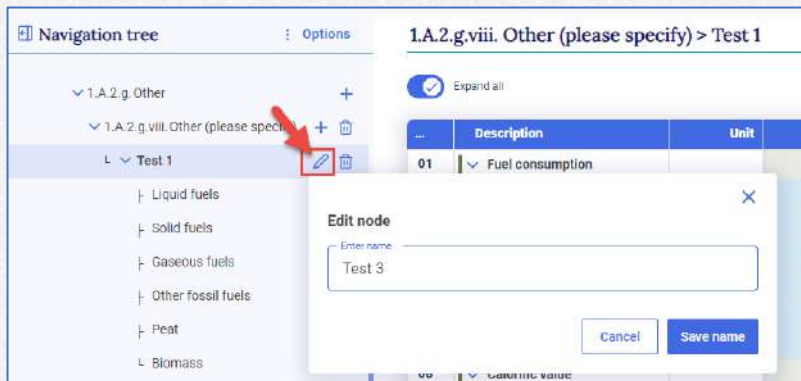 Navigation tree
Options
1.A.2.g.viii. Other (please specify) > Test 1
1.A.2.g. Other
Expand all
1.A.2.g.viii. Other (please
... Description Unit
Test 1
01 Fuel consumption
Liquid fuels
Solid fuels
Gaseous fuels
Other fossil fuels
Peat
Biomass
Edit node
Enter name
Test 3
Cancel Save name
Calorific value